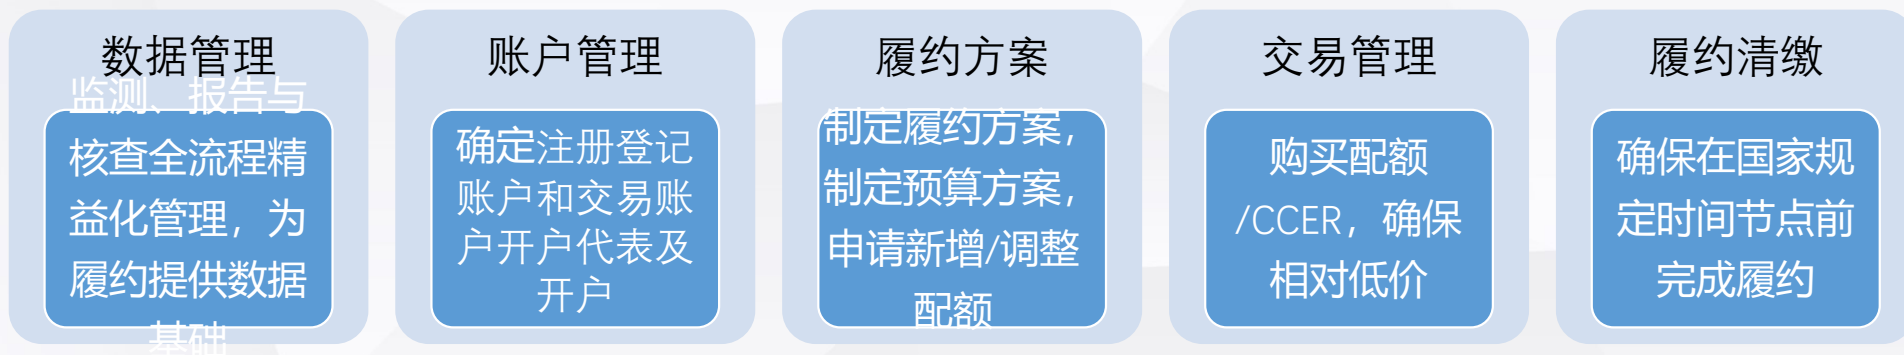 数据管理
监测、报告与
核查全流程精
益化管理，为
履约提供数据
基础
账户管理
确定注册登记
账户和交易账
户开户代表及
开户
履约方案
制定履约方案，
制定预算方案，
申请新增/调整
配额
交易管理
购买配额
/CCER，确保
相对低价
履约清缴
确保在国家规
定时间节点前
完成履约